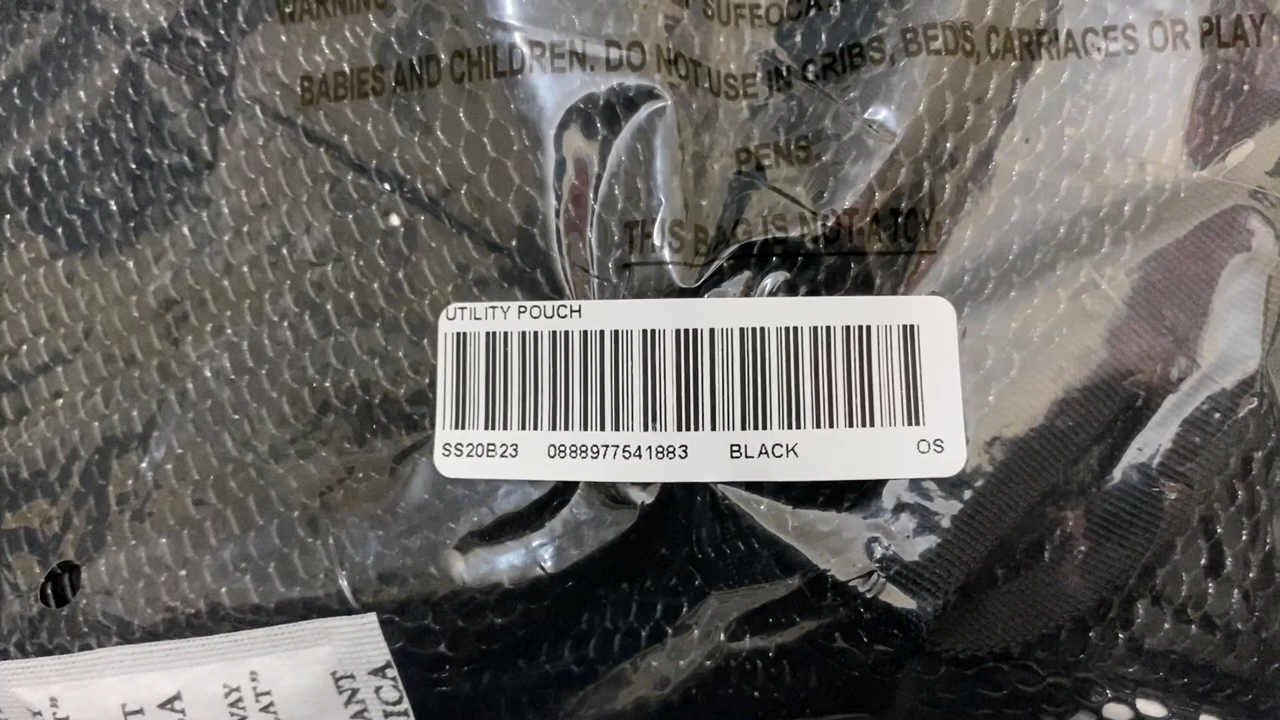 WARNING
SUFFOCA
BABIES AND CHILDREN. DO NOT USE IN CRIBS, BEDS, CARRIAGES OR PLAY
PENS.
THIS BAG IS NOT A TOY.
UTILITY POUCH
SS20B23 0888977541883 BLACK OS